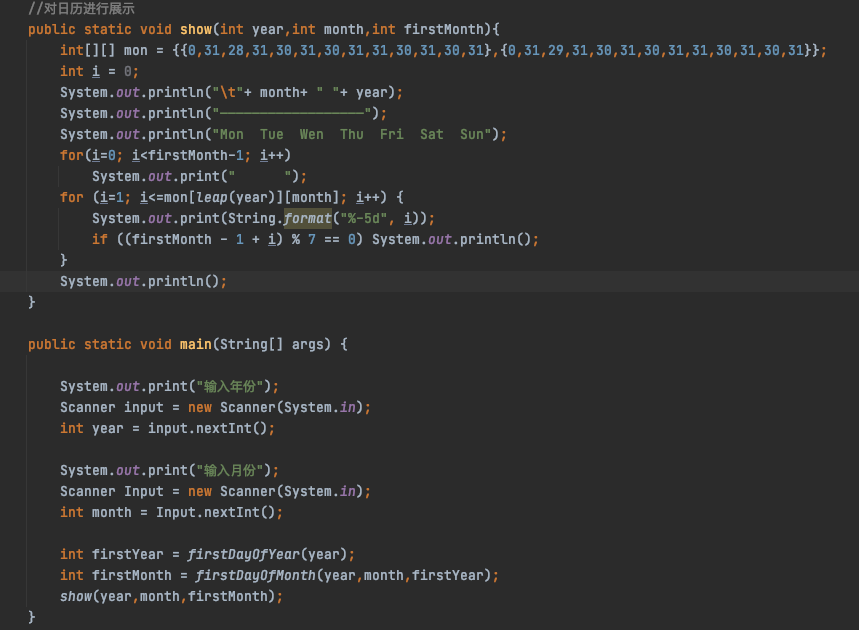 //对日历进行展示
public static void show(int year,int month,int firstMonth){
int[][] mon = {{0,31,28,31,30,31,30,31,31,30,31,30,31},{0,31,29,31,30,31,30,31,31,30,31,30,31}};
int i = 0;
System.out.println("\t"+ month+ " "+ year);
System.out.println("——————————————————");
System.out.println("Mon  Tue  Wen  Thu  Fri  Sat  Sun");
for(i=0; i<firstMonth-1; i++)
System.out.print("      ");
for (i=1; i<=mon[leap(year)][month]; i++) {
System.out.print(String.format("%-5d", i));
if ((firstMonth - 1 + i) % 7 == 0) System.out.println();
}
System.out.println();
}
public static void main(String[] args) {
System.out.print("输入年份");
Scanner input = new Scanner(System.in);
int year = input.nextInt();
System.out.print("输入月份");
Scanner Input = new Scanner(System.in);
int month = Input.nextInt();
int firstYear = firstDayOfYear(year);
int firstMonth = firstDayOfMonth(year,month,firstYear);
show(year,month,firstMonth);
}